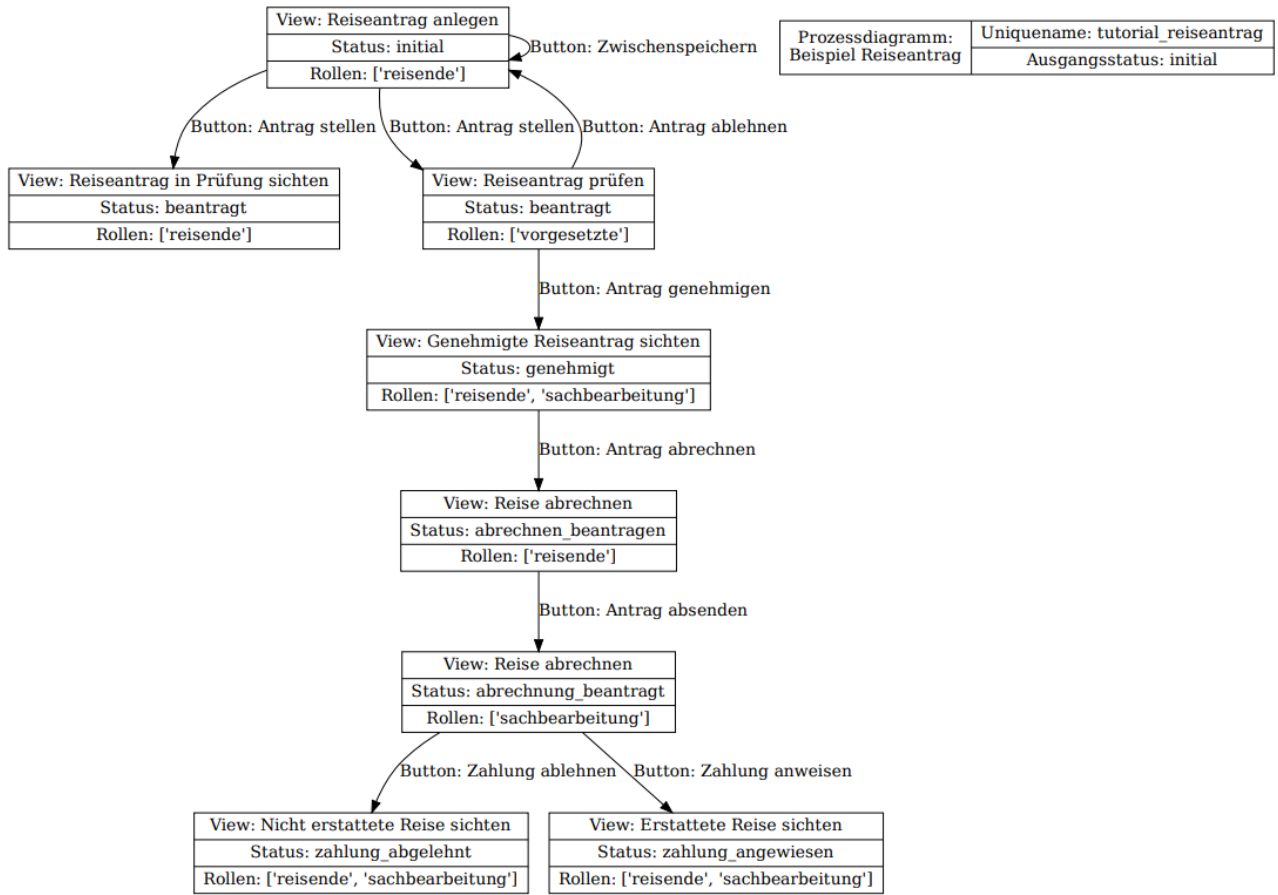 View: Reiseantrag anlegen
Status: initial
Rollen: ['reisende']
Button: Zwischenspeichern
Prozessdiagramm:
Beispiel Reiseantrag
Uniquename: tutorial_reiseantrag
Ausgangsstatus: initial
Button: Antrag stellen
Button: Antrag stellen
Button: Antrag ablehnen
View: Reiseantrag in Prüfung sichten
Status: beantragt
Rollen: ['reisende']
View: Reiseantrag prüfen
Status: beantragt
Rollen: ['vorgesetzte']
Button: Antrag genehmigen
View: Genehmigte Reiseantrag sichten
Status: genehmigt
Rollen: ['reisende', 'sachbearbeitung']
Button: Antrag abrechnen
View: Reise abrechnen
Status: abrechnen_beantragen
Rollen: ['reisende']
Button: Antrag absenden
View: Reise abrechnen
Status: abrechnung_beantragt
Rollen: ['sachbearbeitung']
Button: Zahlung ablehnen
Button: Zahlung anweisen
View: Nicht erstattete Reise sichten
Status: zahlung_abgelehnt
Rollen: ['reisende', 'sachbearbeitung']
View: Erstattete Reise sichten
Status: zahlung_angewiesen
Rollen: ['reisende', 'sachbearbeitung']